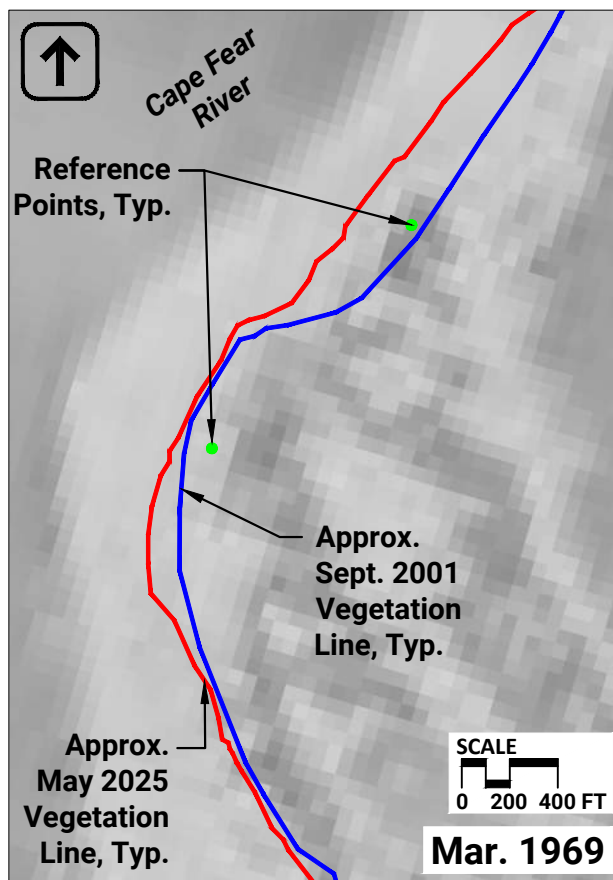 Cape Fear
River
Reference
Points, Typ.
Approx.
Sept. 2001
Vegetation
Line, Typ.
Approx.
May 2025
Vegetation
Line, Typ.
SCALE
0 200 400 FT
Mar. 1969